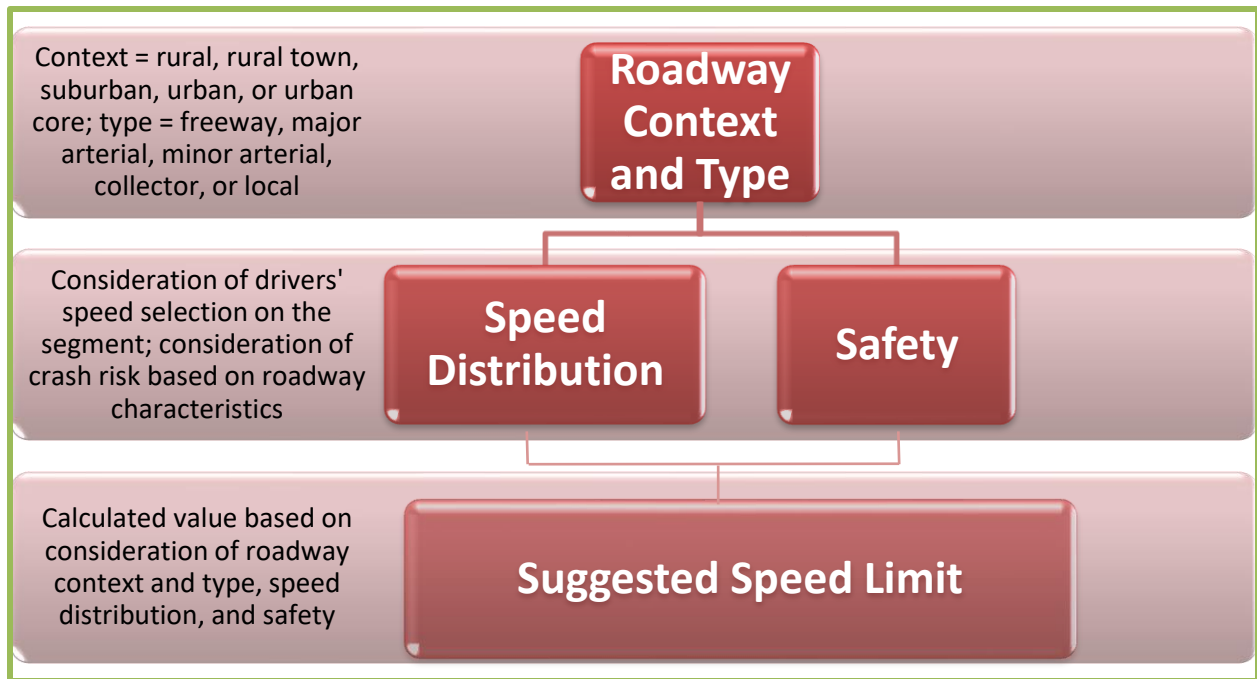 Context = rural, rural town,
suburban, urban, or urban
core; type = freeway, major
arterial, minor arterial,
collector, or local
Roadway
Context
and Type
Consideration of drivers'
speed selection on the
segment; consideration of
crash risk based on roadway
characteristics
Speed
Distribution
Safety
Calculated value based on
consideration of roadway
context and type, speed
distribution, and safety
Suggested Speed Limit